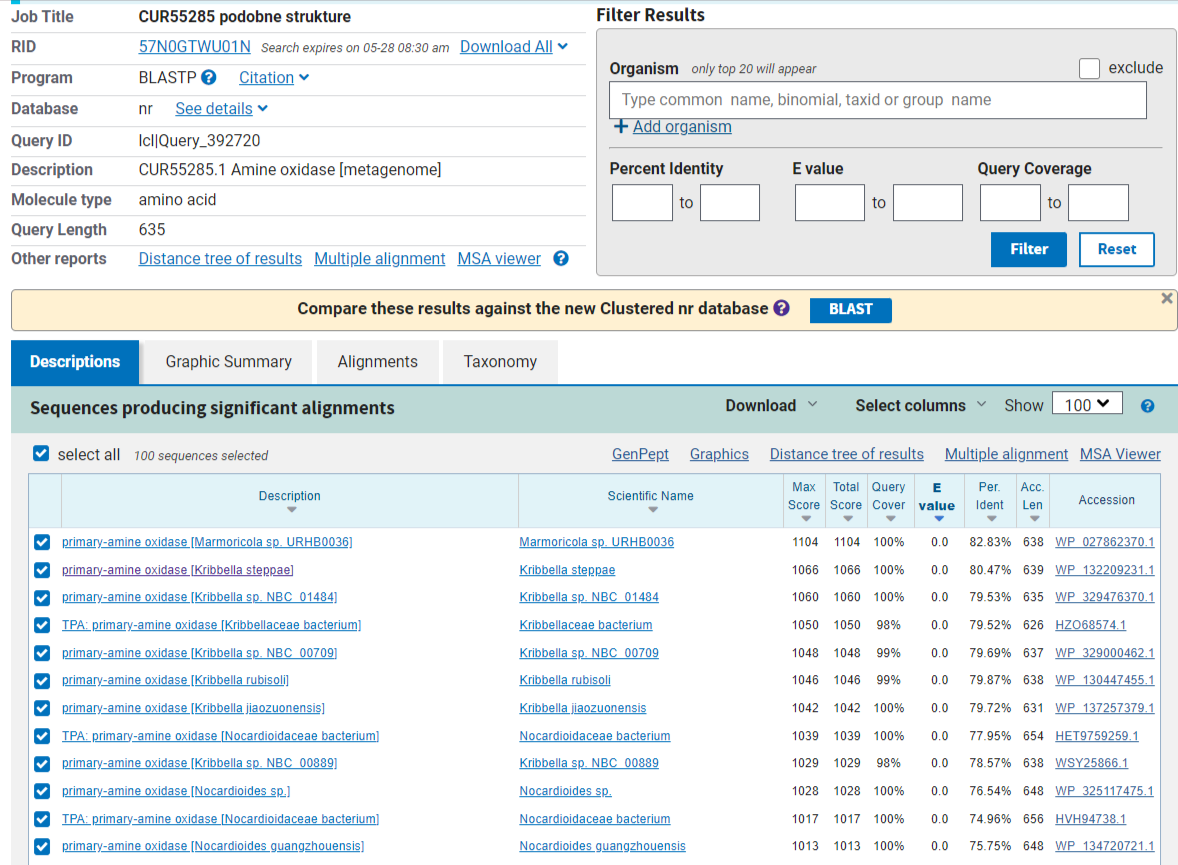 Job Title CUR55285 podobne strukture
RID 57N0GTWU01N Search expires on 05-28 08:30 am Download All
Program BLASTP ? Citation
Database nr See details
Query ID lcl|Query_392720
Description CUR55285.1 Amine oxidase [metagenome]
Molecule type amino acid
Query Length 635
Other reports Distance tree of results Multiple alignment MSA viewer ?
Filter Results
Organism only top 20 will appear exclude
Type common name, binomial, taxid or group name
+ Add organism
Percent Identity E value Query Coverage
to to to
Filter Reset
Compare these results against the new Clustered nr database ? BLAST ×
Descriptions Graphic Summary Alignments Taxonomy
Sequences producing significant alignments Download Select columns Show 100 ?
select all 100 sequences selected GenPept Graphics Distance tree of results Multiple alignment MSA Viewer
Description Scientific Name Max Score Total Score Query Cover E value Per. Ident Acc. Len Accession
primary-amine oxidase [Marmoricola sp. URHB0036] Marmoricola sp. URHB0036 1104 1104 100% 0.0 82.83% 638 WP_027862370.1
primary-amine oxidase [Kribbella steppae] Kribbella steppae 1066 1066 100% 0.0 80.47% 639 WP_132209231.1
primary-amine oxidase [Kribbella sp. NBC_01484] Kribbella sp. NBC_01484 1060 1060 100% 0.0 79.53% 635 WP_329476370.1
TPA: primary-amine oxidase [Kribbellaceae bacterium] Kribbellaceae bacterium 1050 1050 98% 0.0 79.52% 626 HZO68574.1
primary-amine oxidase [Kribbella sp. NBC_00709] Kribbella sp. NBC_00709 1048 1048 99% 0.0 79.69% 637 WP_329000462.1
primary-amine oxidase [Kribbella rubisoli] Kribbella rubisoli 1046 1046 99% 0.0 79.87% 638 WP_130447455.1
primary-amine oxidase [Kribbella jiaozuonensis] Kribbella jiaozuonensis 1042 1042 100% 0.0 79.72% 631 WP_137257379.1
TPA: primary-amine oxidase [Nocardioidaceae bacterium] Nocardioidaceae bacterium 1039 1039 100% 0.0 77.95% 654 HET9759259.1
primary-amine oxidase [Kribbella sp. NBC_00889] Kribbella sp. NBC_00889 1029 1029 98% 0.0 78.57% 638 WSY25866.1
primary-amine oxidase [Nocardioides sp.] Nocardioides sp. 1028 1028 100% 0.0 76.54% 648 WP_325117475.1
TPA: primary-amine oxidase [Nocardioidaceae bacterium] Nocardioidaceae bacterium 1017 1017 100% 0.0 74.96% 656 HVH94738.1
primary-amine oxidase [Nocardioides guangzhouensis] Nocardioides guangzhouensis 1013 1013 100% 0.0 75.75% 648 WP_134720721.1